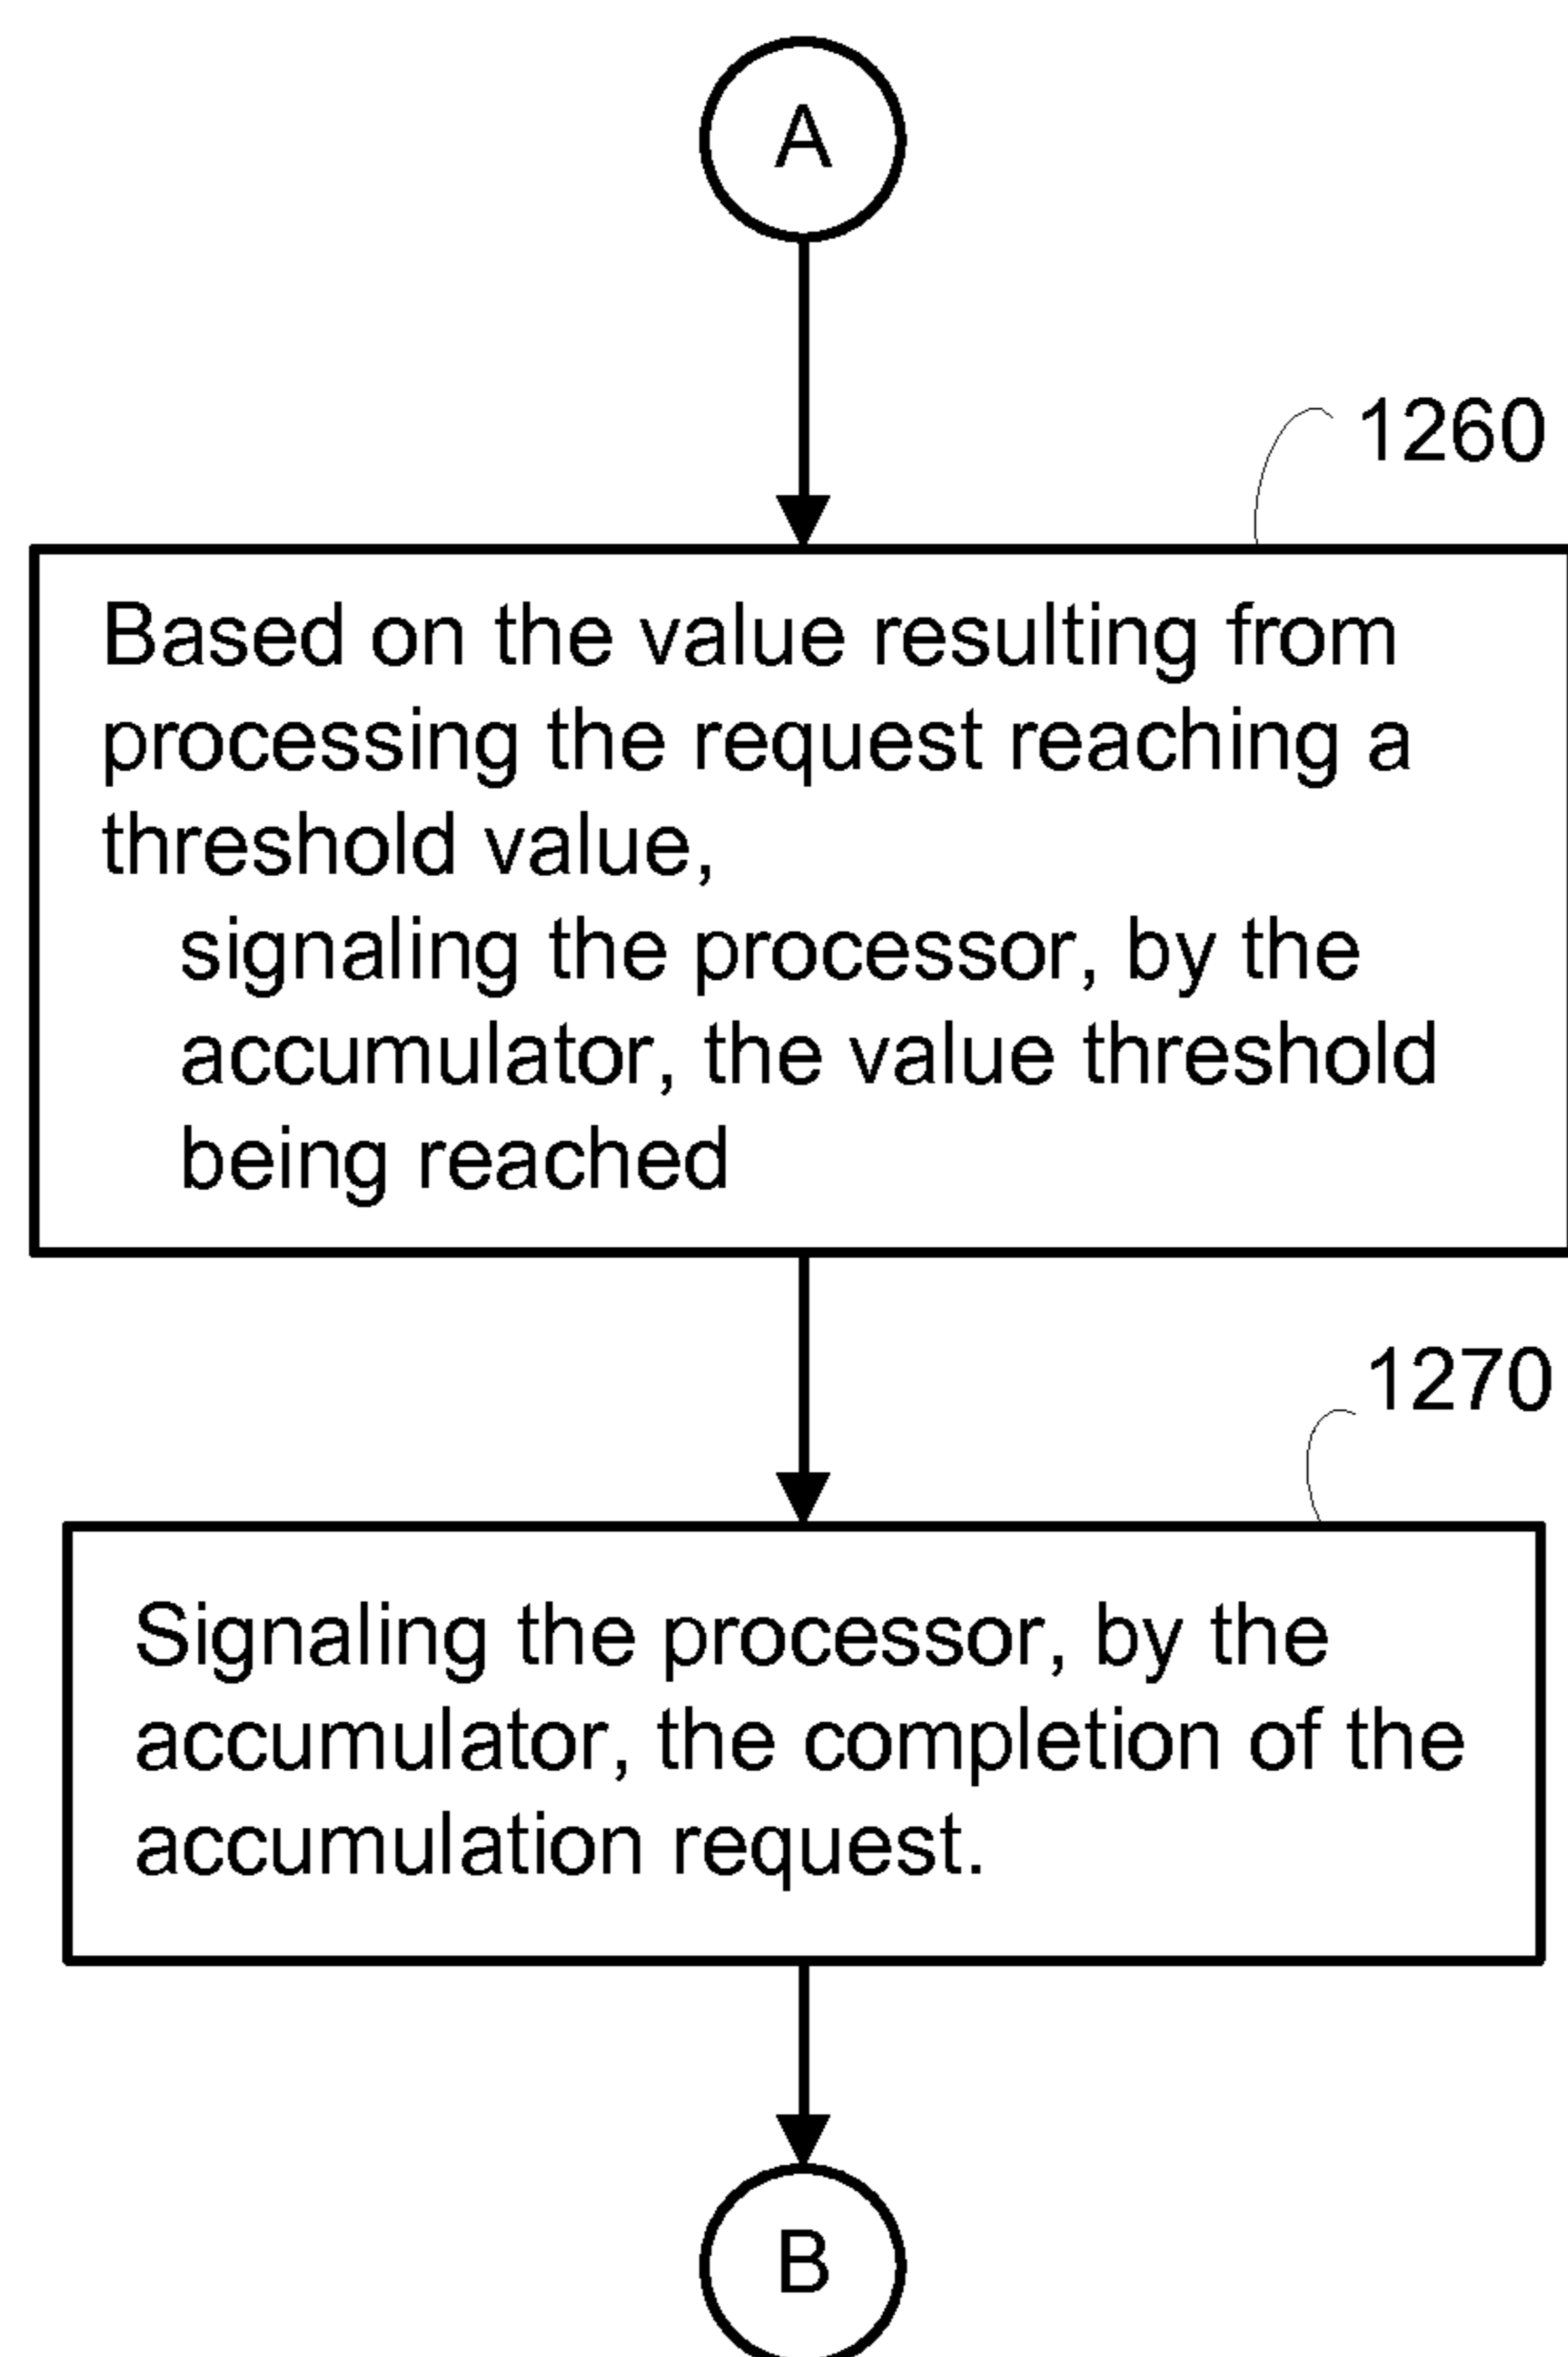 A
1260
Based on the value resulting from
processing the request reaching a
threshold value,
signaling the processor, by the
accumulator, the value threshold
being reached
1270
Signaling the processor, by the
accumulator, the completion of the
accumulation request.
B